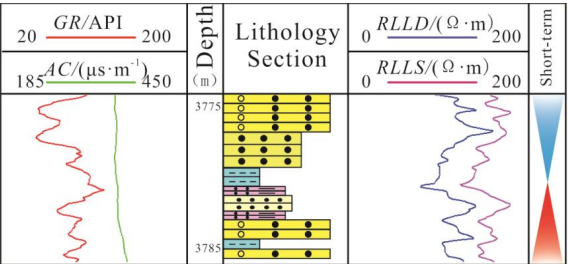 GR/API
20 200
AC/(μs·m⁻¹)
185 450
Depth
(m)
Lithology
Section
RLLD/(Ω·m)
0 200
RLLS/(Ω·m)
0 200
Short-term
3775
3785